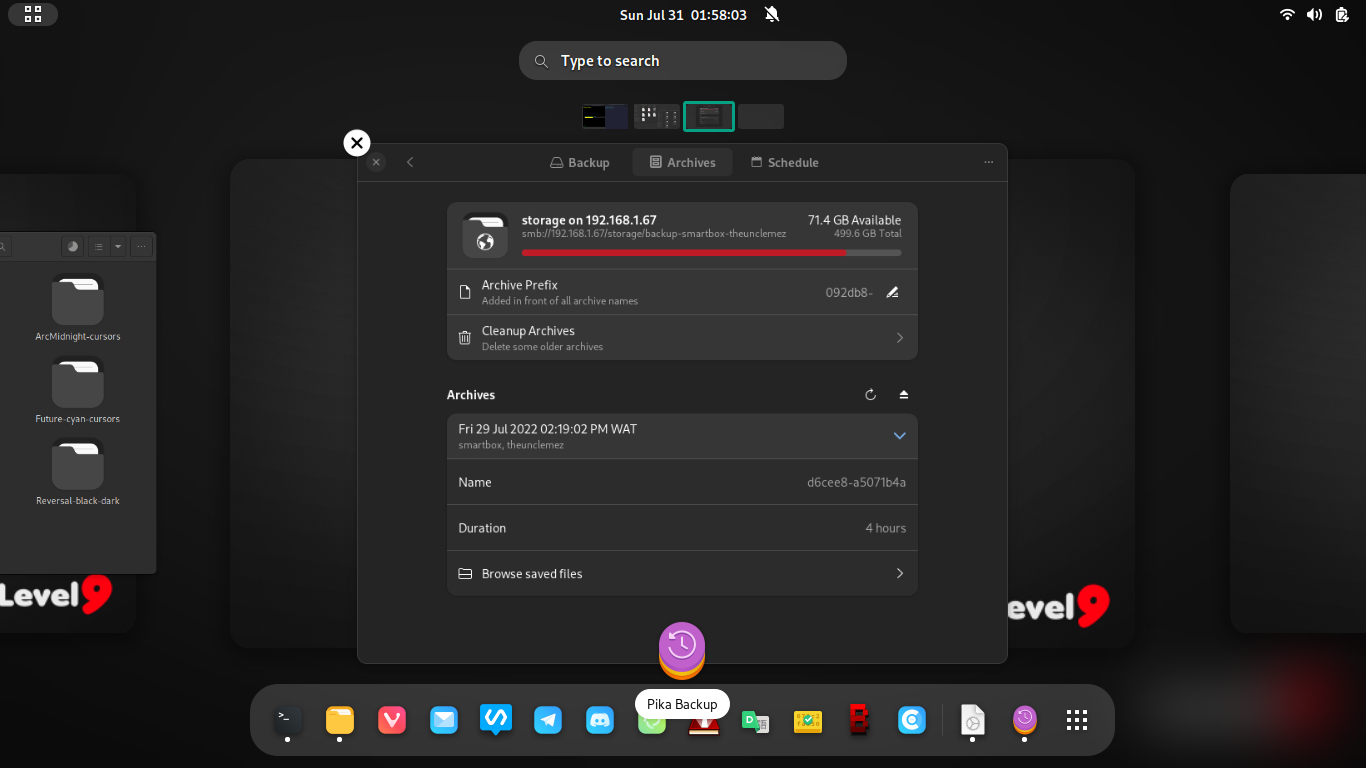 Sun Jul 31 01:58:03
Type to search
Backup
Archives
Schedule
storage on 192.168.1.67
71.4 GB Available
smb://192.168.1.67/storage/backup-smartbox-theunclemez
499.6 GB Total
Archive Prefix
Added in front of all archive names
092db8-
Cleanup Archives
Delete some older archives
Archives
Fri 29 Jul 2022 02:19:02 PM WAT
smartbox, theunclemez
Name
d6cee8-a5071b4a
Duration
4 hours
Browse saved files
ArcMidnight-cursors
Future-cyan-cursors
Reversal-black-dark
Level9
evel9
Pika Backup